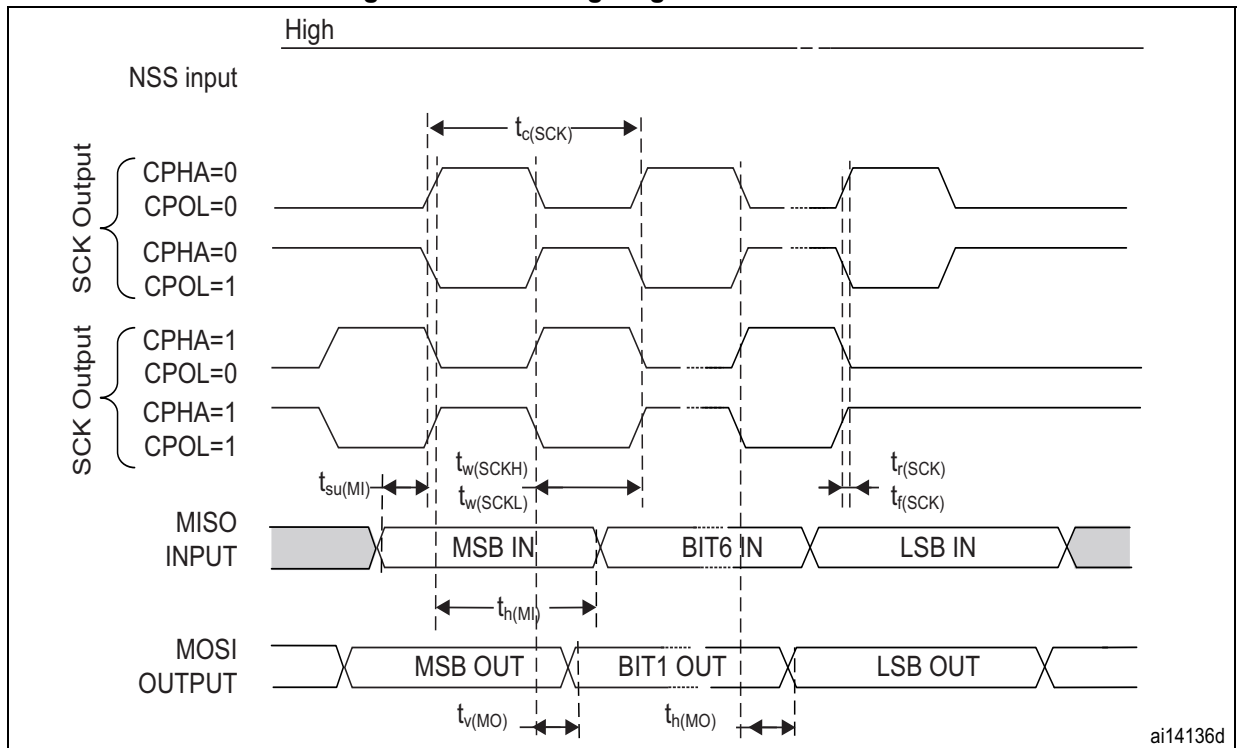 High
NSS input
tc(SCK)
SCK Output
CPHA=0
CPOL=0
CPHA=0
CPOL=1
SCK Output
CPHA=1
CPOL=0
CPHA=1
CPOL=1
tsu(MI)
tw(SCKH)
tw(SCKL)
tr(SCK)
tf(SCK)
MISO
INPUT
MSB IN
BIT6 IN
LSB IN
th(MI)
MOSI
OUTPUT
MSB OUT
BIT1 OUT
LSB OUT
tv(MO)
th(MO)
ai14136d